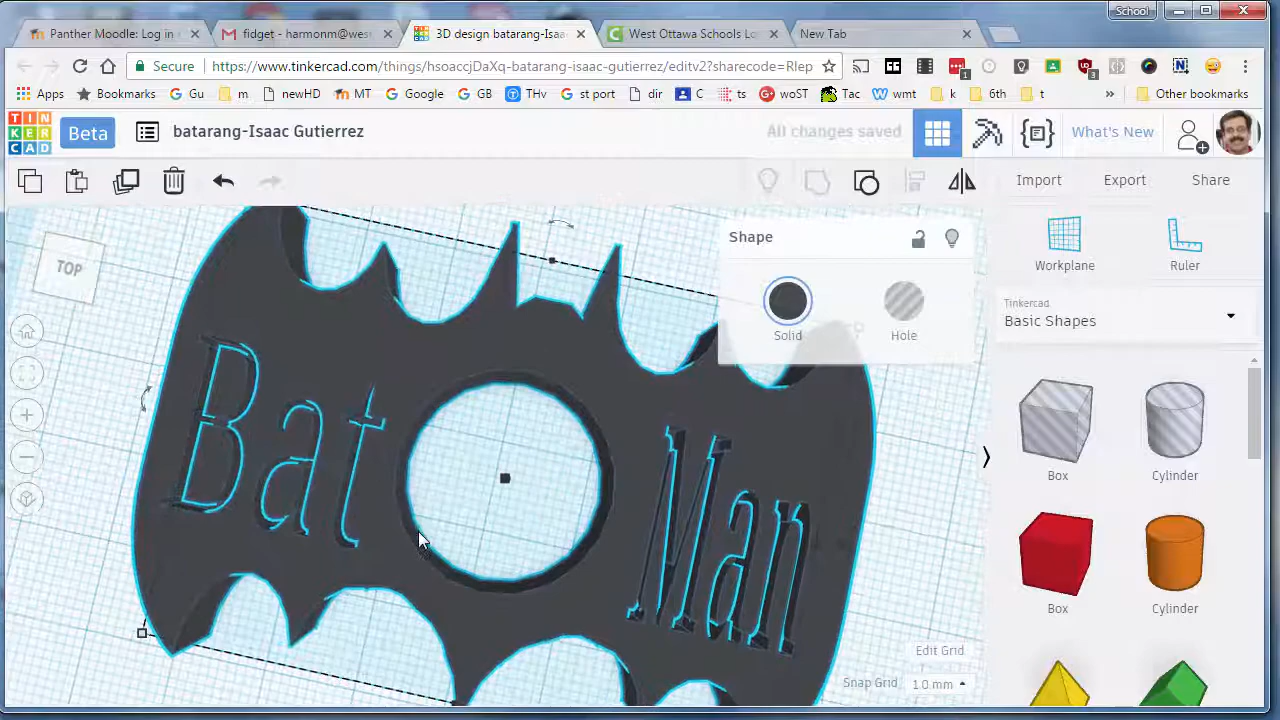 School
Panther Moodle: Log in
fidget - harmonm@wes
3D design batarang-Isaa
West Ottawa Schools Lo
New Tab
Secure
https://www.tinkercad.com/things/hsoaccjDaXq-batarang-isaac-gutierrez/editv2?sharecode=RIep
1
3
Apps
Bookmarks
Gu
m
newHD
MT
Google
GB
THv
st port
dir
C
ts
woST
Tac
wmt
k
6th
t
»
Other bookmarks
TIN
KER
CAD
Beta
batarang-Isaac Gutierrez
All changes saved
What's New
Import
Export
Share
TOP
Shape
Solid
Hole
Workplane
Ruler
Tinkercad
Basic Shapes
Bat
Man
Box
Cylinder
Box
Cylinder
Edit Grid
Snap Grid 1.0 mm